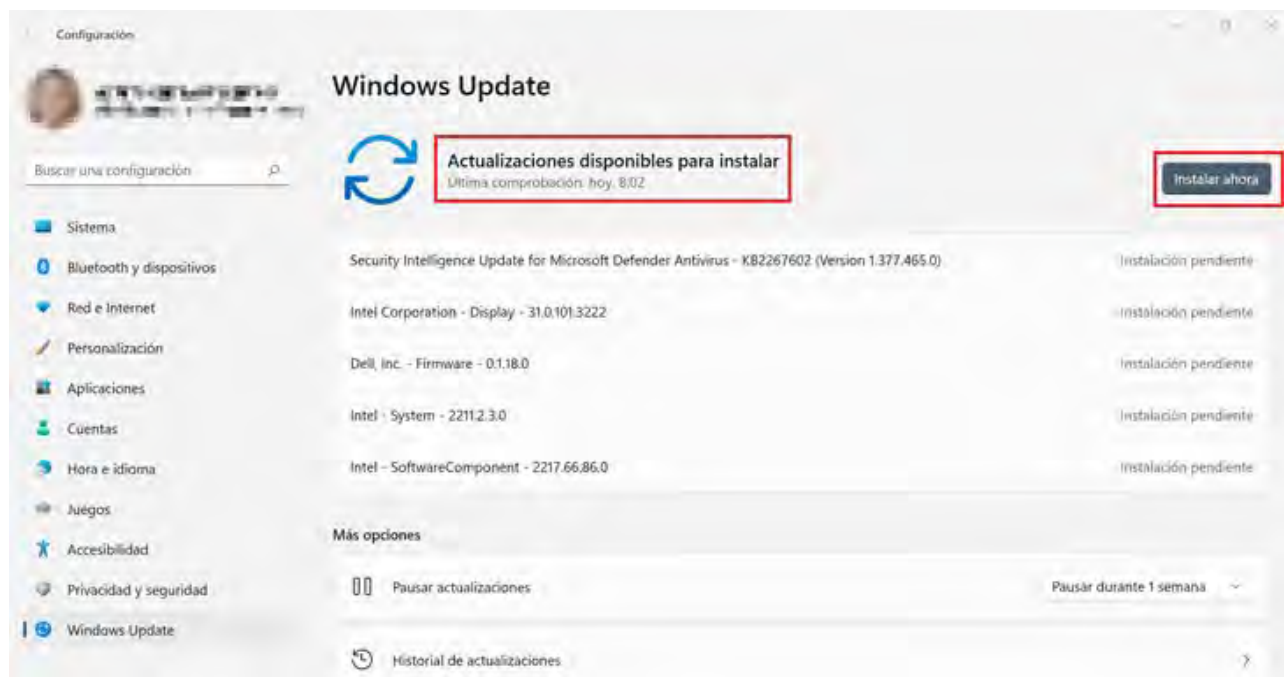 Configuración
Windows Update
Actualizaciones disponibles para instalar
Última comprobación: hoy, 8:02
Instalar ahora
Buscar una configuración
Sistema
Bluetooth y dispositivos
Red e Internet
Personalización
Aplicaciones
Cuentas
Hora e idioma
Juegos
Accesibilidad
Privacidad y seguridad
Windows Update
Security Intelligence Update for Microsoft Defender Antivirus - KB2267602 (Version 1.377.465.0) Instalación pendiente
Intel Corporation - Display - 31.0.101.3222 Instalación pendiente
Dell, Inc. - Firmware - 0.1.18.0 Instalación pendiente
Intel - System - 2211.2.3.0 Instalación pendiente
Intel - SoftwareComponent - 2217.66.86.0 Instalación pendiente
Más opciones
Pausar actualizaciones Pausar durante 1 semana
Historial de actualizaciones